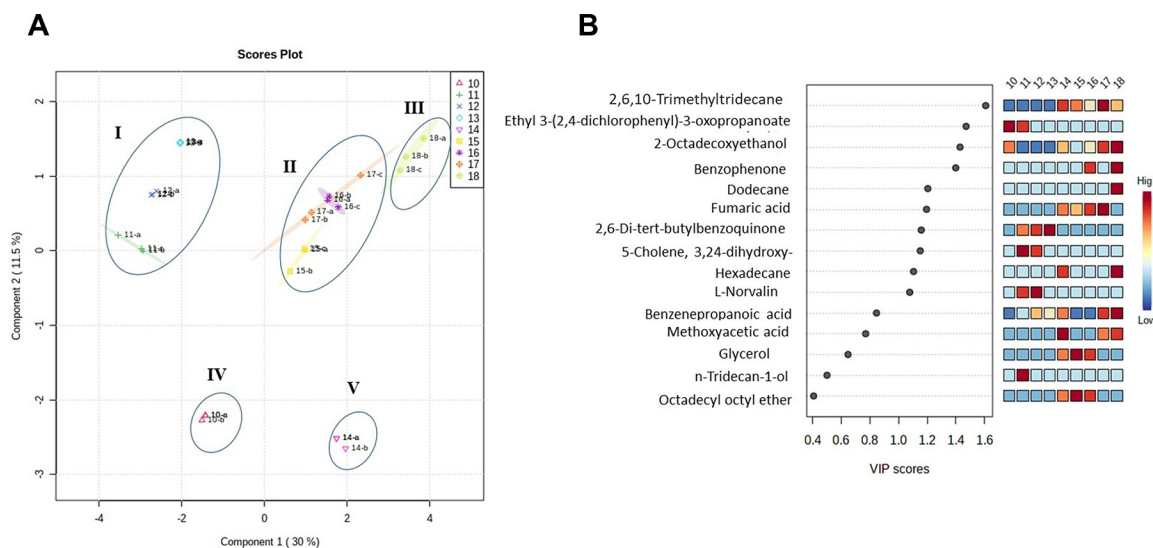 A
B
Scores Plot
Component 2 ( 11.5 %)
2
1
0
-1
-2
-3
I
II
III
IV
V
13-a
12-a
12-b
11-a
17-c
16-b
16-a
16-c
17-a
17-b
15-a
15-b
18-a
18-b
18-c
10-a
10-b
14-a
14-b
10
11
12
13
14
15
16
17
18
-4
-2
0
2
4
Component 1 ( 30 %)
2,6,10-Trimethyltridecane
Ethyl 3-(2,4-dichlorophenyl)-3-oxopropanoate
2-Octadecoxyethanol
Benzophenone
Dodecane
Fumaric acid
2,6-Di-tert-butylbenzoquinone
5-Cholene, 3,24-dihydroxy-
Hexadecane
L-Norvalin
Benzenepropanoic acid
Methoxyacetic acid
Glycerol
n-Tridecan-1-ol
Octadecyl octyl ether
0.4 0.6 0.8 1.0 1.2 1.4 1.6
VIP scores
10 11 12 13 14 15 16 17 18
Hig
Low